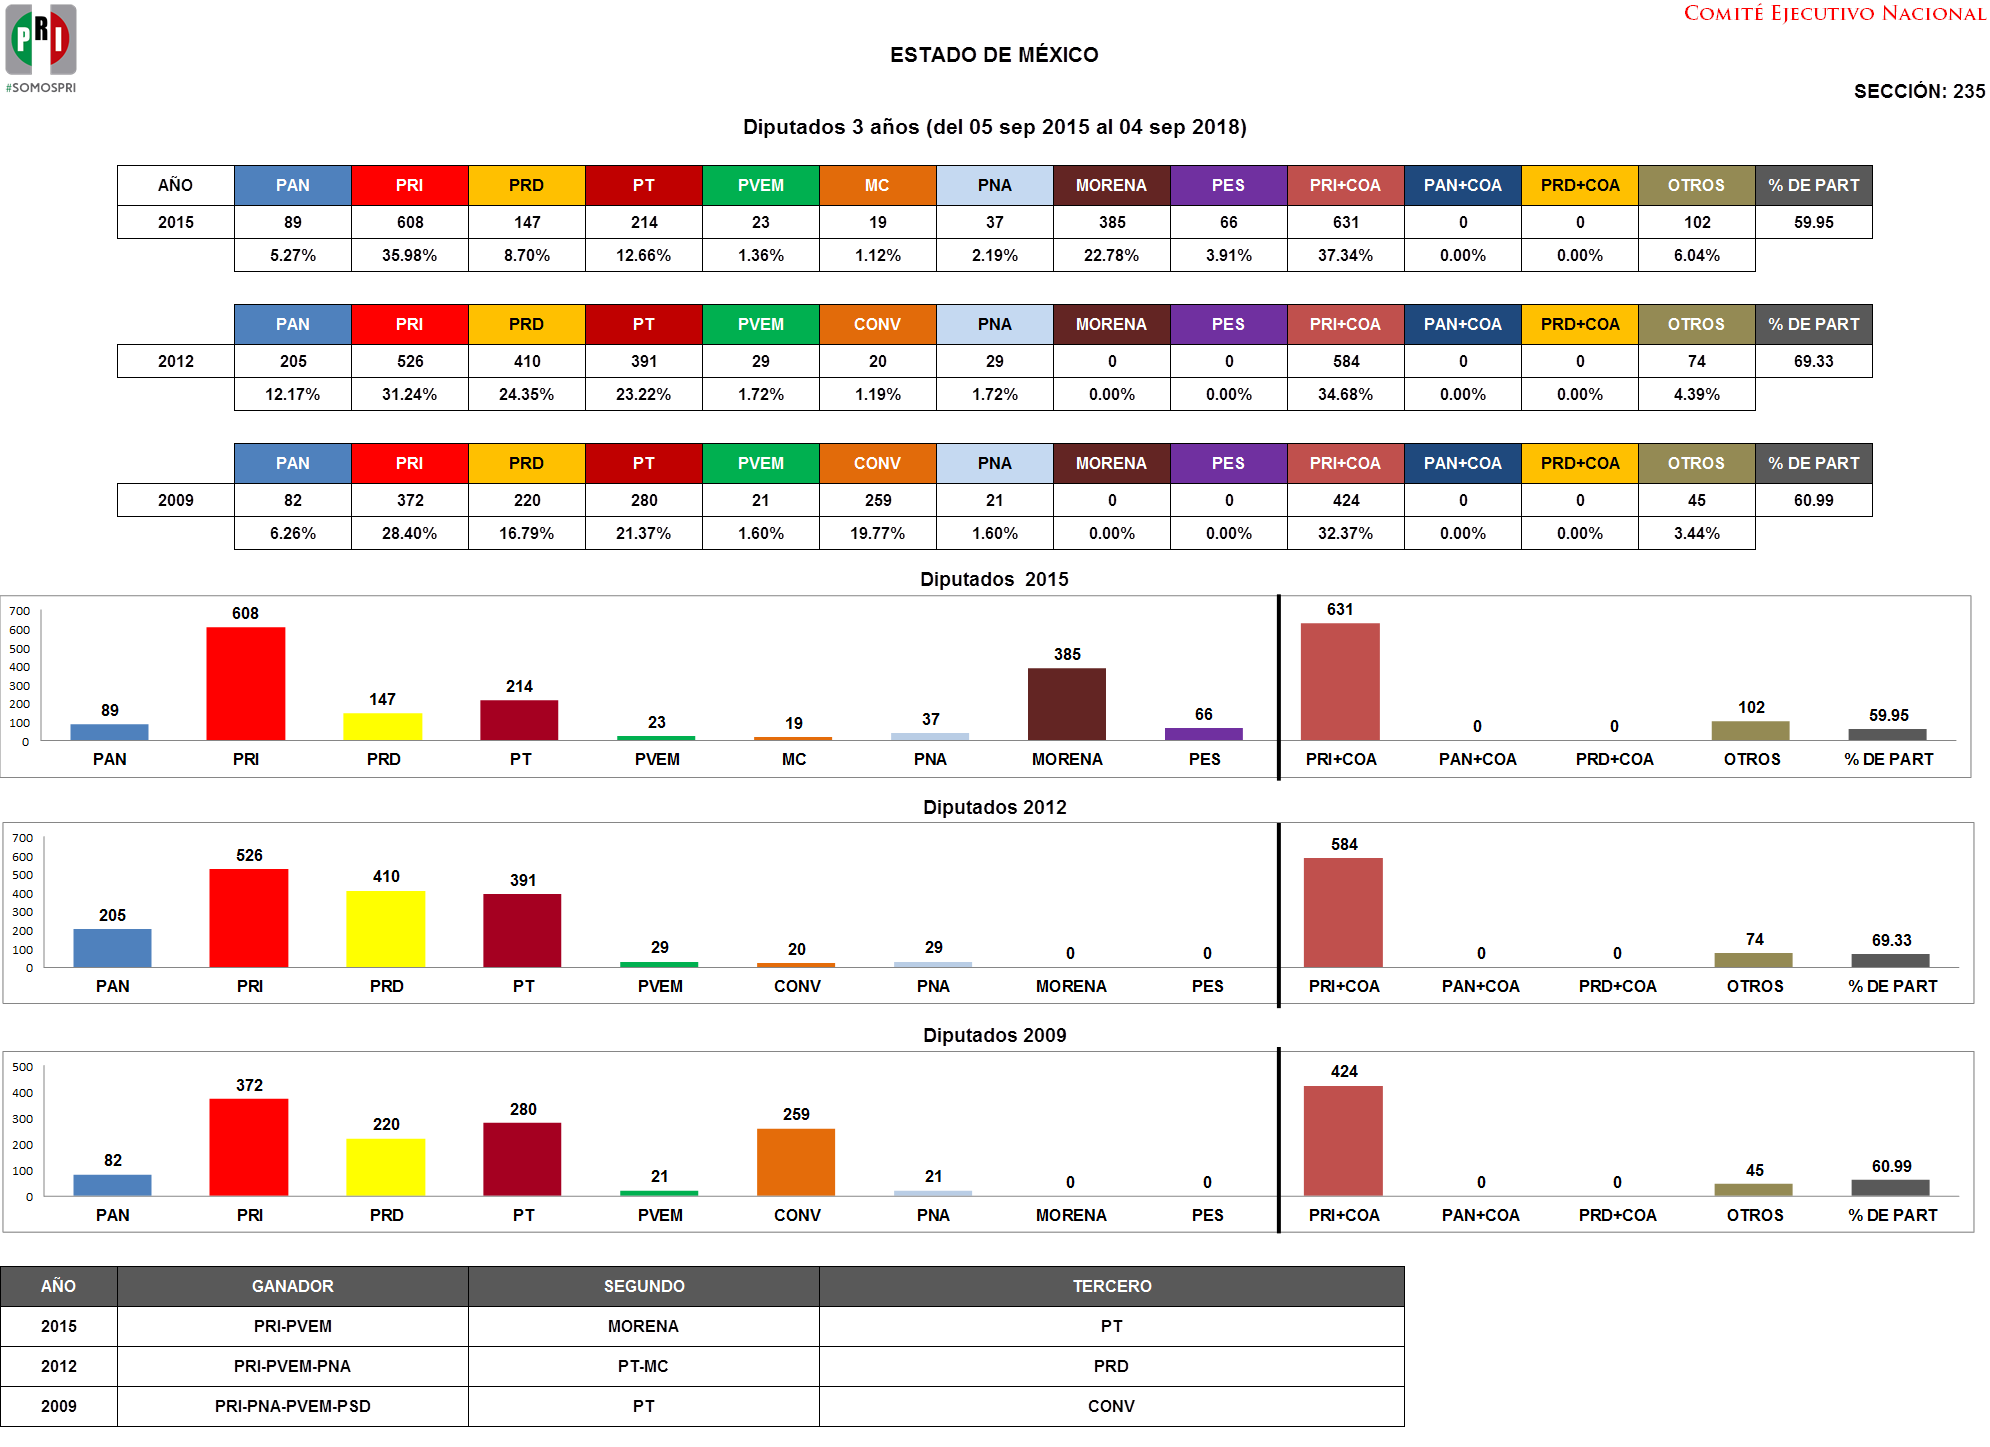 PRI
#SOMOSPRI
COMITÉ EJECUTIVO NACIONAL
ESTADO DE MÉXICO
SECCIÓN: 235
Diputados 3 años (del 05 sep 2015 al 04 sep 2018)
AÑO PAN PRI PRD PT PVEM MC PNA MORENA PES PRI+COA PAN+COA PRD+COA OTROS % DE PART
2015 89 608 147 214 23 19 37 385 66 631 0 0 102 59.95
5.27% 35.98% 8.70% 12.66% 1.36% 1.12% 2.19% 22.78% 3.91% 37.34% 0.00% 0.00% 6.04%
PAN PRI PRD PT PVEM CONV PNA MORENA PES PRI+COA PAN+COA PRD+COA OTROS % DE PART
2012 205 526 410 391 29 20 29 0 0 584 0 0 74 69.33
12.17% 31.24% 24.35% 23.22% 1.72% 1.19% 1.72% 0.00% 0.00% 34.68% 0.00% 0.00% 4.39%
PAN PRI PRD PT PVEM CONV PNA MORENA PES PRI+COA PAN+COA PRD+COA OTROS % DE PART
2009 82 372 220 280 21 259 21 0 0 424 0 0 45 60.99
6.26% 28.40% 16.79% 21.37% 1.60% 19.77% 1.60% 0.00% 0.00% 32.37% 0.00% 0.00% 3.44%
Diputados 2015
700
600
500
400
300
200
100
0
89 608 147 214 23 19 37 385 66 631 0 0 102 59.95
PAN PRI PRD PT PVEM MC PNA MORENA PES PRI+COA PAN+COA PRD+COA OTROS % DE PART
Diputados 2012
700
600
500
400
300
200
100
0
205 526 410 391 29 20 29 0 0 584 0 0 74 69.33
PAN PRI PRD PT PVEM CONV PNA MORENA PES PRI+COA PAN+COA PRD+COA OTROS % DE PART
Diputados 2009
500
400
300
200
100
0
82 372 220 280 21 259 21 0 0 424 0 0 45 60.99
PAN PRI PRD PT PVEM CONV PNA MORENA PES PRI+COA PAN+COA PRD+COA OTROS % DE PART
AÑO GANADOR SEGUNDO TERCERO
2015 PRI-PVEM MORENA PT
2012 PRI-PVEM-PNA PT-MC PRD
2009 PRI-PNA-PVEM-PSD PT CONV